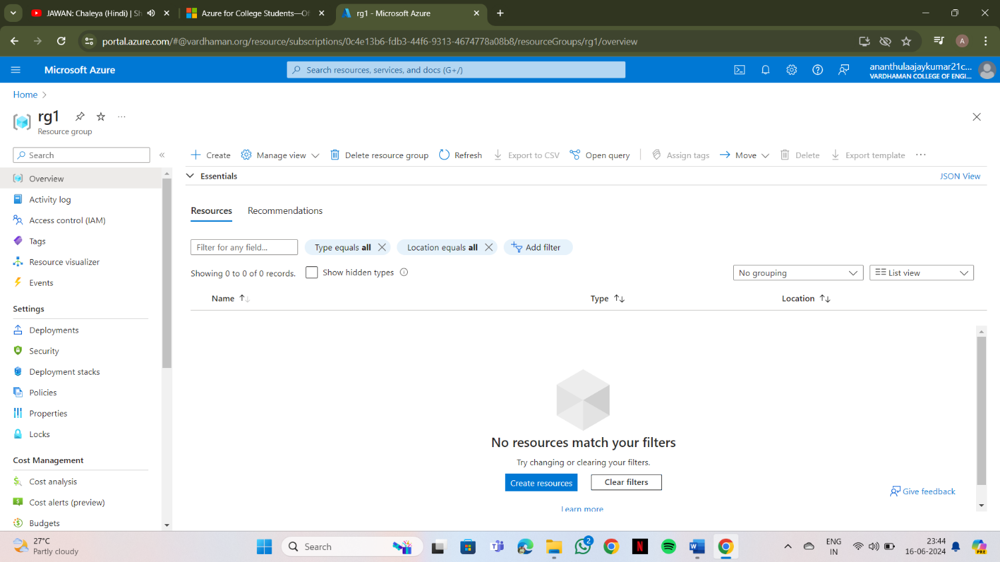 JAWAN: Chaleya (Hindi) | Sh
Azure for College Students—Of
rg1 - Microsoft Azure
portal.azure.com/#@vardhaman.org/resource/subscriptions/0c4e13b6-fdb3-44f6-9313-4674778a08b8/resourceGroups/rg1/overview
A
Microsoft Azure
Search resources, services, and docs (G+/)
ananthulaajaykumar21c...
VARDHAMAN COLLEGE OF ENGI...
Home
rg1
Resource group
Search
Create
Manage view
Delete resource group
Refresh
Export to CSV
Open query
Assign tags
Move
Delete
Export template
Overview
Activity log
Access control (IAM)
Tags
Resource visualizer
Events
Settings
Deployments
Security
Deployment stacks
Policies
Properties
Locks
Cost Management
Cost analysis
Cost alerts (preview)
Budgets
Essentials
JSON View
Resources
Recommendations
Filter for any field...
Type equals all
Location equals all
Add filter
Showing 0 to 0 of 0 records.
Show hidden types
No grouping
List view
Name
Type
Location
No resources match your filters
Try changing or clearing your filters.
Create resources
Clear filters
Learn more
Give feedback
27°C
Partly cloudy
Search
2
ENG
IN
23:44
16-06-2024
PRE